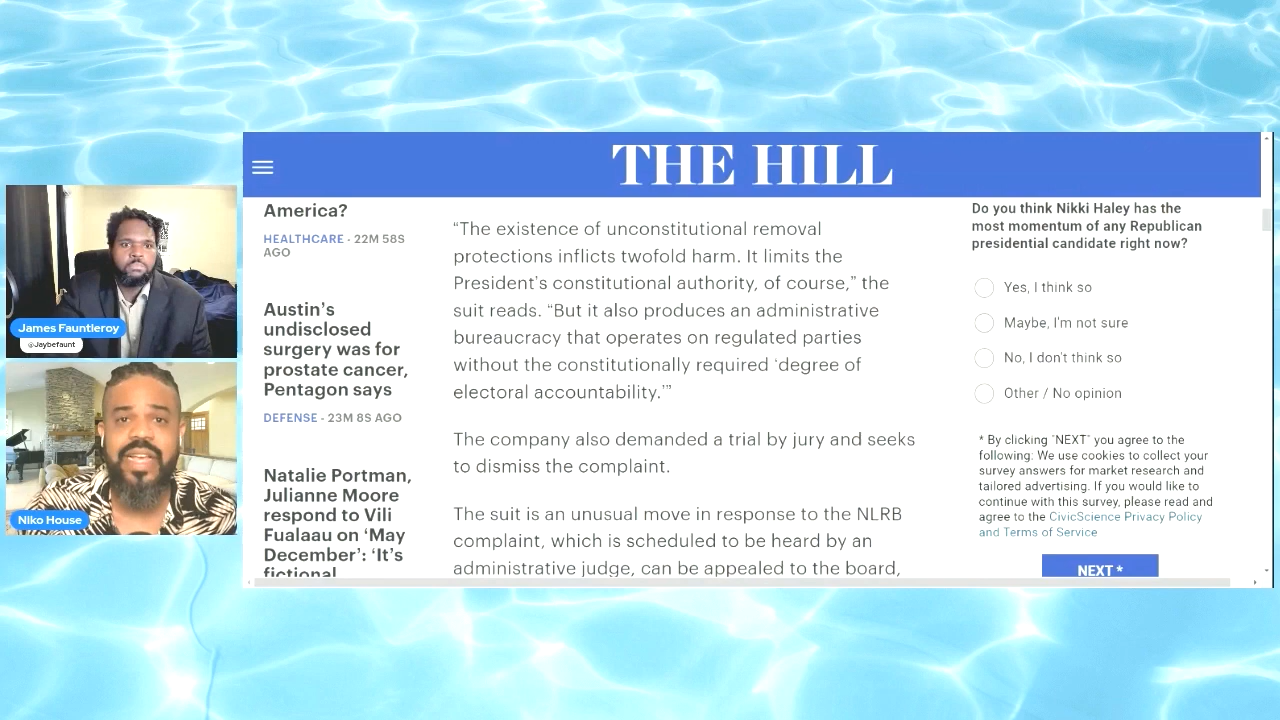 THE HILL
James Fauntleroy
@Jaybefaunt
Niko House
America?
HEALTHCARE - 22M 58S
AGO
Austin’s
undisclosed
surgery was for
prostate cancer,
Pentagon says
DEFENSE - 23M 8S AGO
Natalie Portman,
Julianne Moore
respond to Vili
Fualaau on ‘May
December’: ‘It’s
fictional
“The existence of unconstitutional removal
protections inflicts twofold harm. It limits the
President’s constitutional authority, of course,” the
suit reads. “But it also produces an administrative
bureaucracy that operates on regulated parties
without the constitutionally required ‘degree of
electoral accountability.’”
The company also demanded a trial by jury and seeks
to dismiss the complaint.
The suit is an unusual move in response to the NLRB
complaint, which is scheduled to be heard by an
administrative judge, can be appealed to the board,
Do you think Nikki Haley has the
most momentum of any Republican
presidential candidate right now?
Yes, I think so
Maybe, I'm not sure
No, I don't think so
Other / No opinion
* By clicking "NEXT" you agree to the
following: We use cookies to collect your
survey answers for market research and
tailored advertising. If you would like to
continue with this survey, please read and
agree to the CivicScience Privacy Policy
and Terms of Service
NEXT *